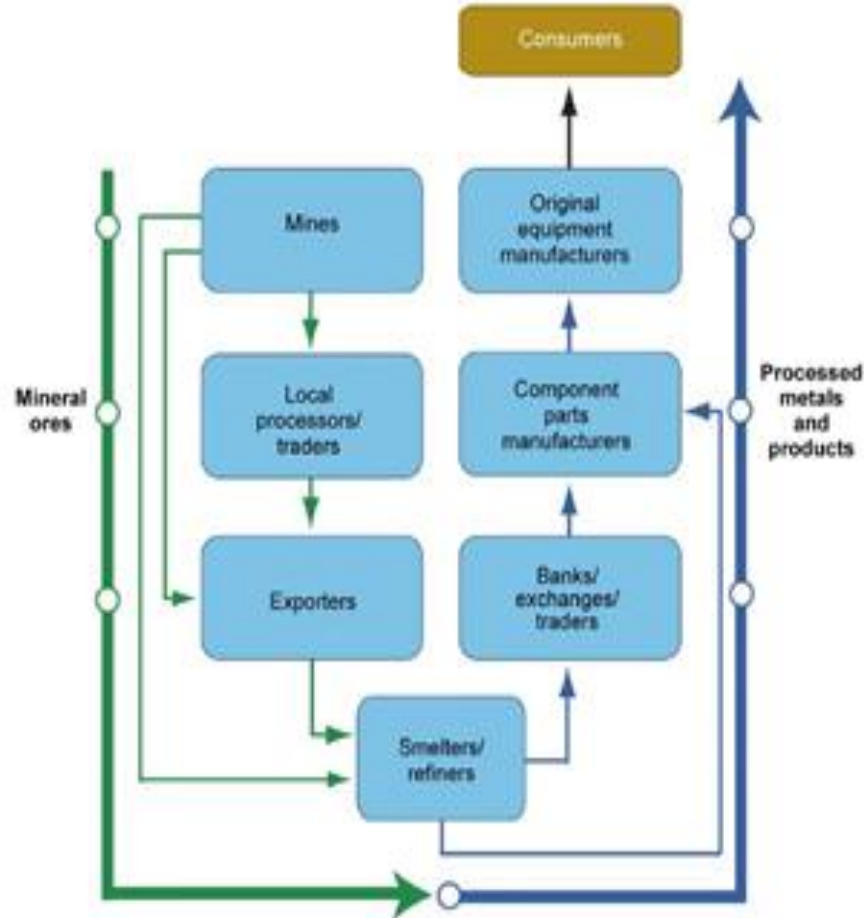 Consumers
Mines
Original
equipment
manufacturers
Mineral
ores
Local
processors/
traders
Component
parts
manufacturers
Processed
metals
and
products
Exporters
Banks/
exchanges/
traders
Smelters/
refiners